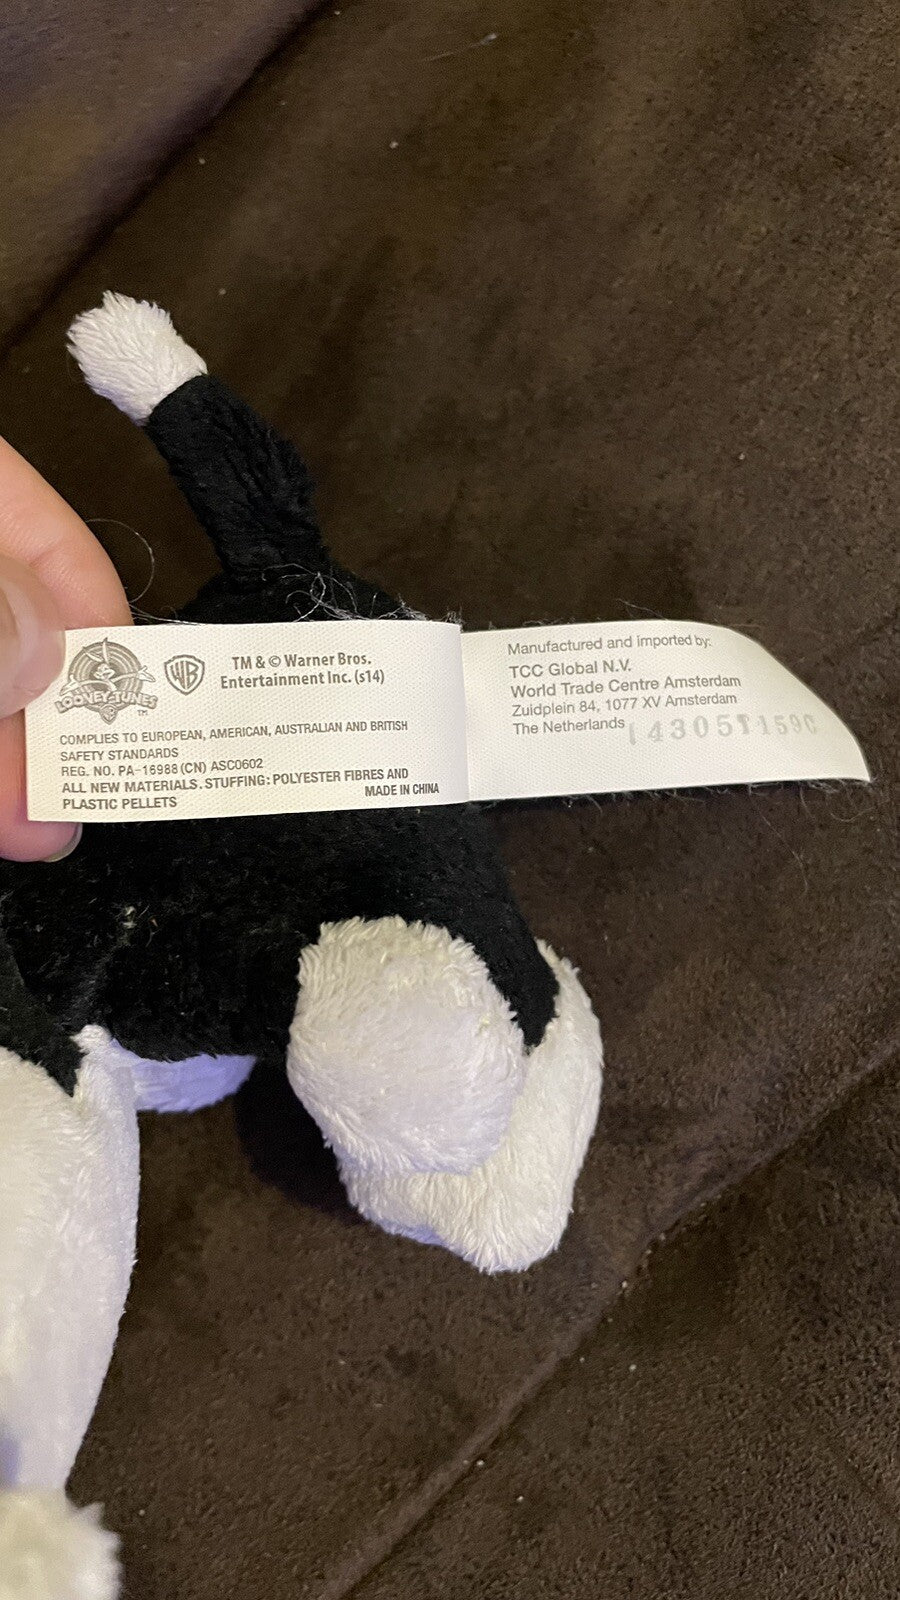 LOONEY TUNES
TM
WB
TM & © Warner Bros.
Entertainment Inc. (s14)
COMPLIES TO EUROPEAN, AMERICAN, AUSTRALIAN AND BRITISH
SAFETY STANDARDS
REG. NO. PA-16988(CN) ASC0602
ALL NEW MATERIALS. STUFFING: POLYESTER FIBRES AND
PLASTIC PELLETS
MADE IN CHINA
Manufactured and imported by:
TCC Global N.V.
World Trade Centre Amsterdam
Zuidplein 84, 1077 XV Amsterdam
The Netherlands